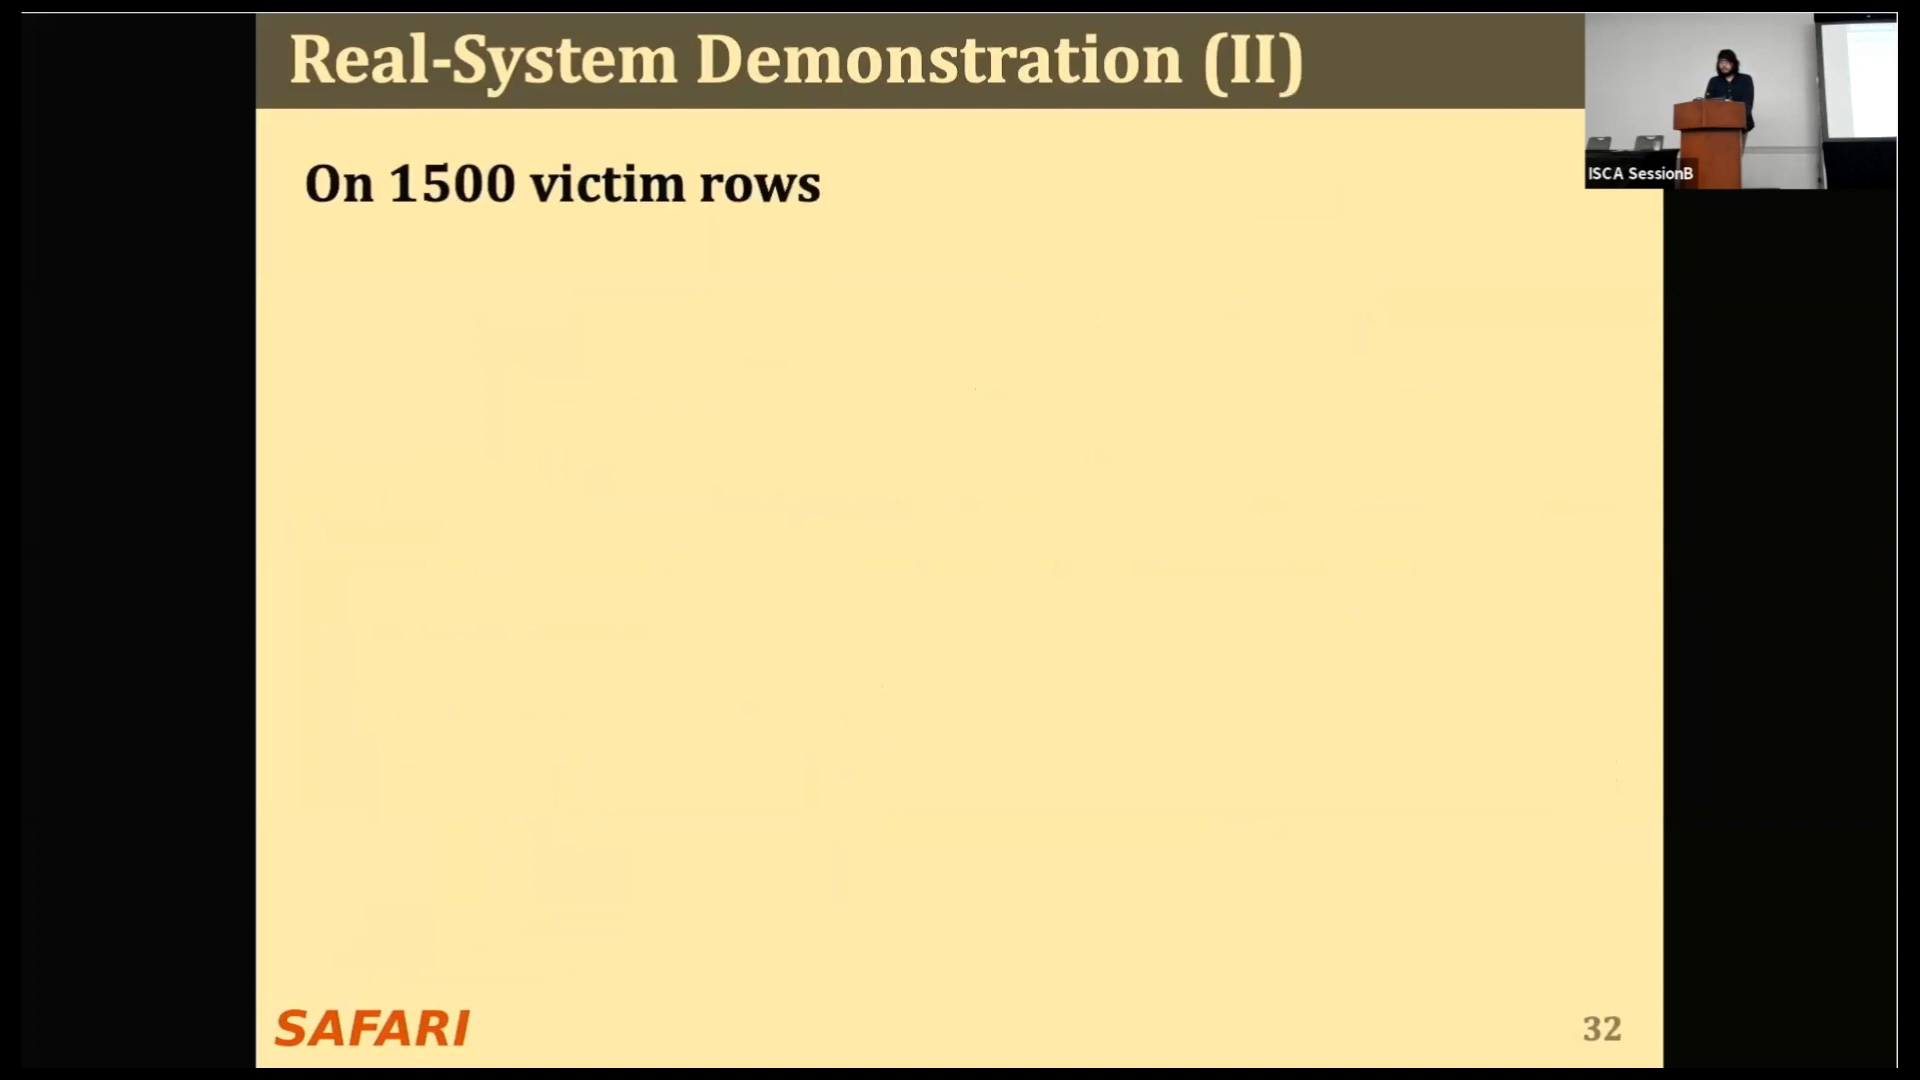 Real-System Demonstration (II)
ISCA SessionB
On 1500 victim rows
SAFARI
32